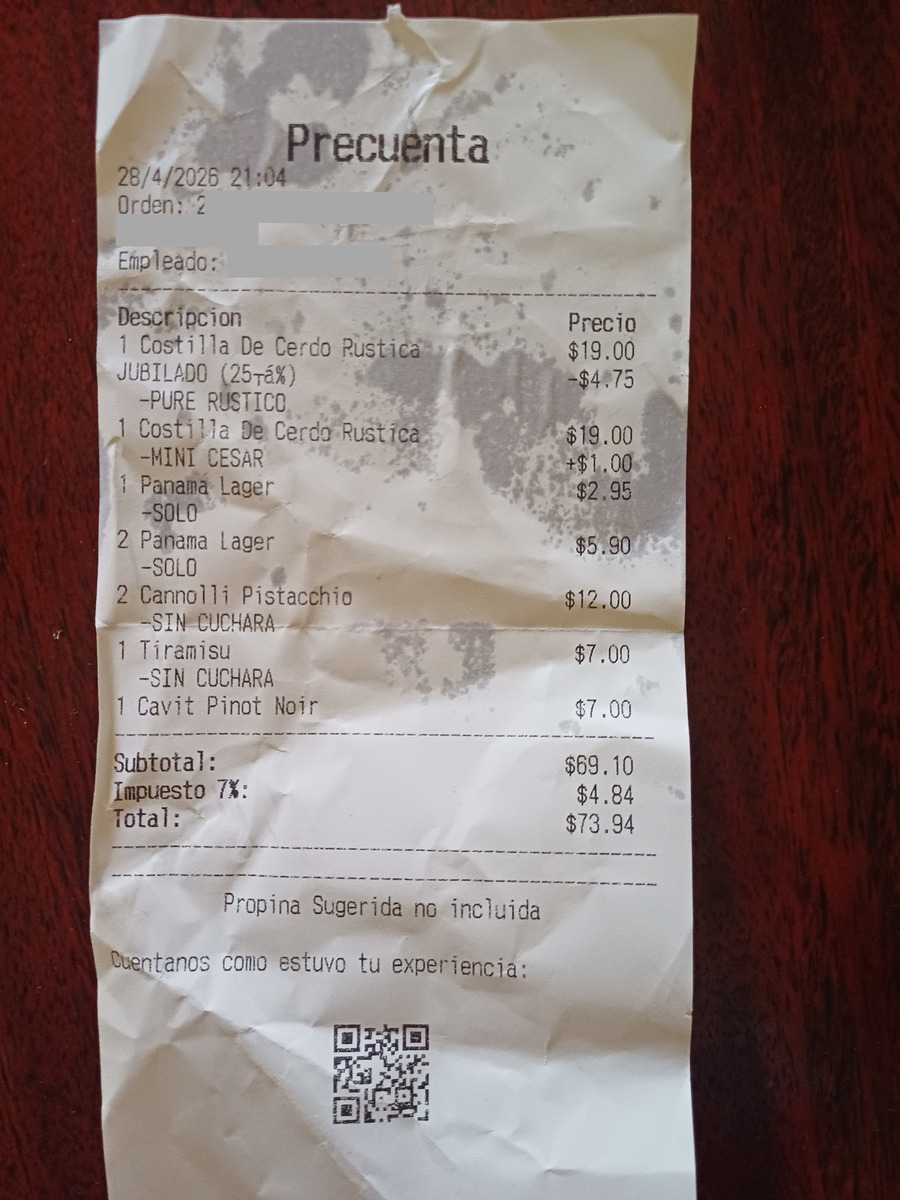 Precuenta
28/4/2026 21:04
Orden: 2
Empleado:
Descripcion Precio
1 Costilla De Cerdo Rustica $19.00
JUBILADO (25┬á%) -$4.75
-PURE RUSTICO
1 Costilla De Cerdo Rustica $19.00
-MINI CESAR +$1.00
1 Panama Lager $2.95
-SOLO
2 Panama Lager $5.90
-SOLO
2 Cannolli Pistacchio $12.00
-SIN CUCHARA
1 Tiramisu $7.00
-SIN CUCHARA
1 Cavit Pinot Noir $7.00
Subtotal: $69.10
Impuesto 7%: $4.84
Total: $73.94
Propina Sugerida no incluida
Cuentanos como estuvo tu experiencia: